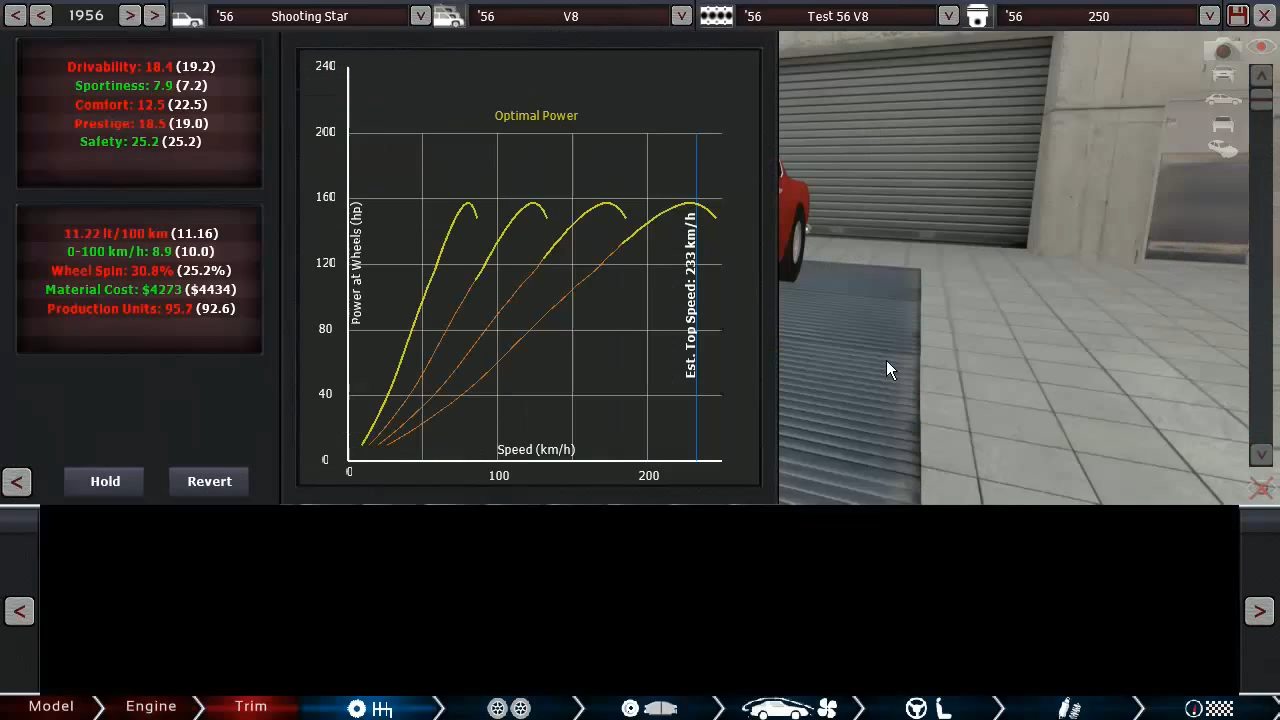 < < 1956 > > '56 Shooting Star V '56 V8 V '56 Test 56 V8 V '56 250 V X
Drivability: 18.4 (19.2)
Sportiness: 7.9 (7.2)
Comfort: 12.5 (22.5)
Prestige: 18.5 (19.0)
Safety: 25.2 (25.2)
11.22 lt/100 km (11.16)
0-100 km/h: 8.9 (10.0)
Wheel Spin: 30.8% (25.2%)
Material Cost: $4273 ($4434)
Production Units: 95.7 (92.6)
< Hold Revert
Optimal Power
240
200
160
120
80
40
0
Power at Wheels (hp)
Est. Top Speed: 233 km/h
Speed (km/h)
0 100 200
< >
Model Engine Trim